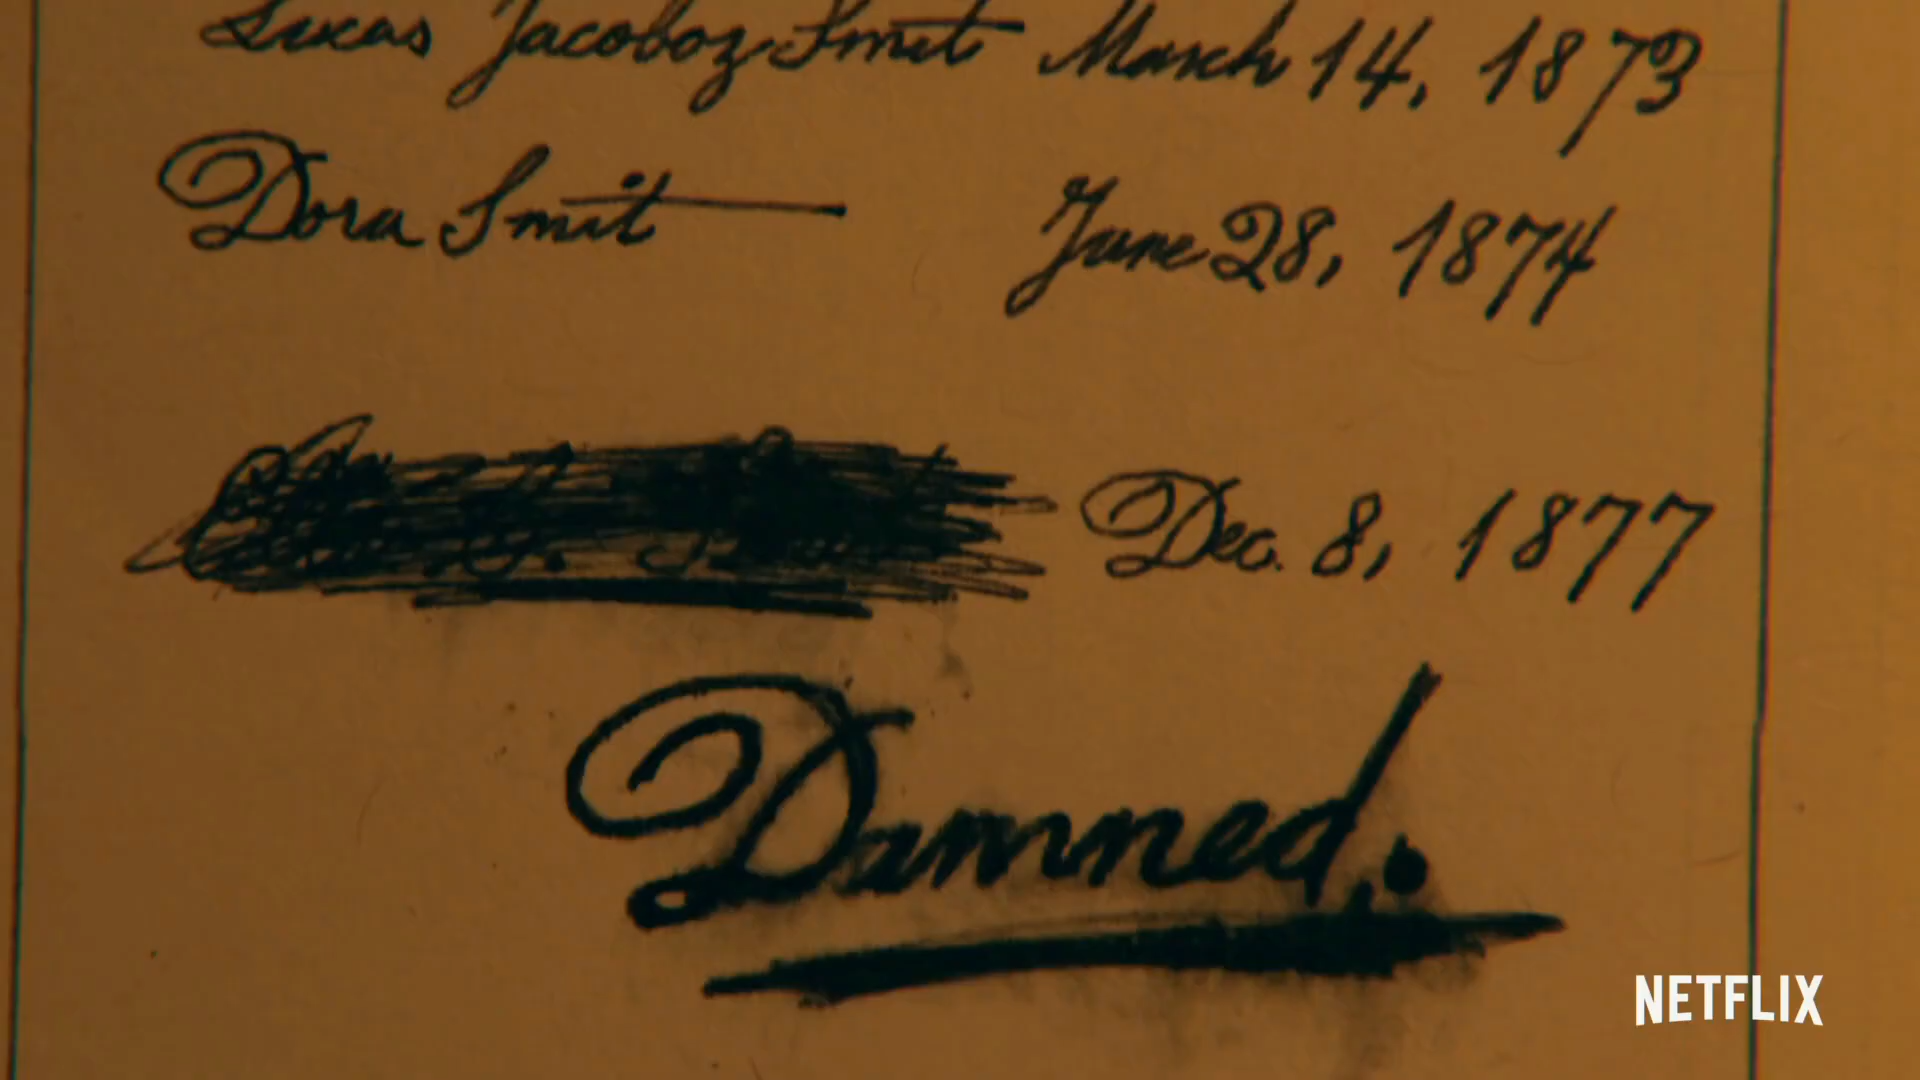 Lucas Jacoboz Smit March 14, 1873
Dora Smit June 28, 1874
Dec. 8, 1877
Damned.
NETFLIX